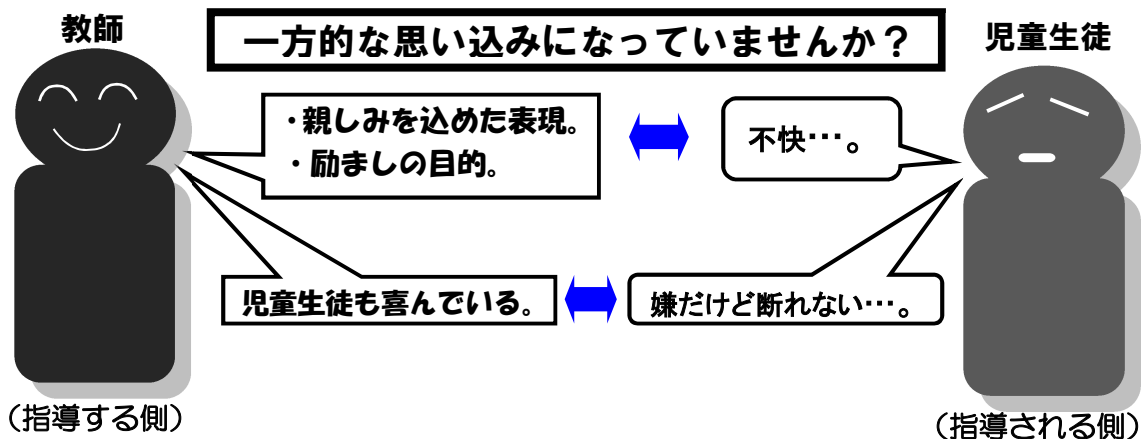 教師
一方的な思い込みになっていませんか？
児童生徒
・親しみを込めた表現。
・励ましの目的。
不快…。
児童生徒も喜んでいる。
嫌だけど断れない…。
（指導する側）
（指導される側）